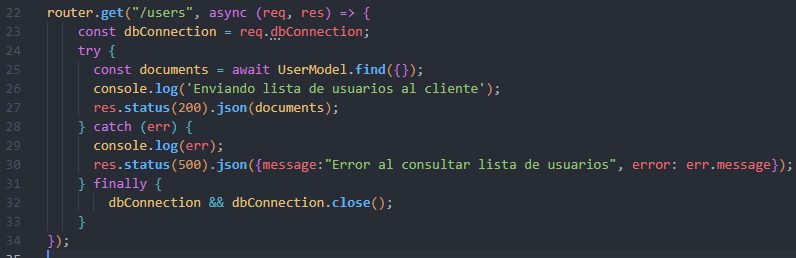 22 router.get("/users", async (req, res) => {
23     const dbConnection = req.dbConnection;
24     try {
25       const documents = await UserModel.find({});
26       console.log('Enviando lista de usuarios al cliente');
27       res.status(200).json(documents);
28     } catch (err) {
29       console.log(err);
30       res.status(500).json({message:"Error al consultar lista de usuarios", error: err.message});
31     } finally {
32         dbConnection && dbConnection.close();
33     }
34 });
35